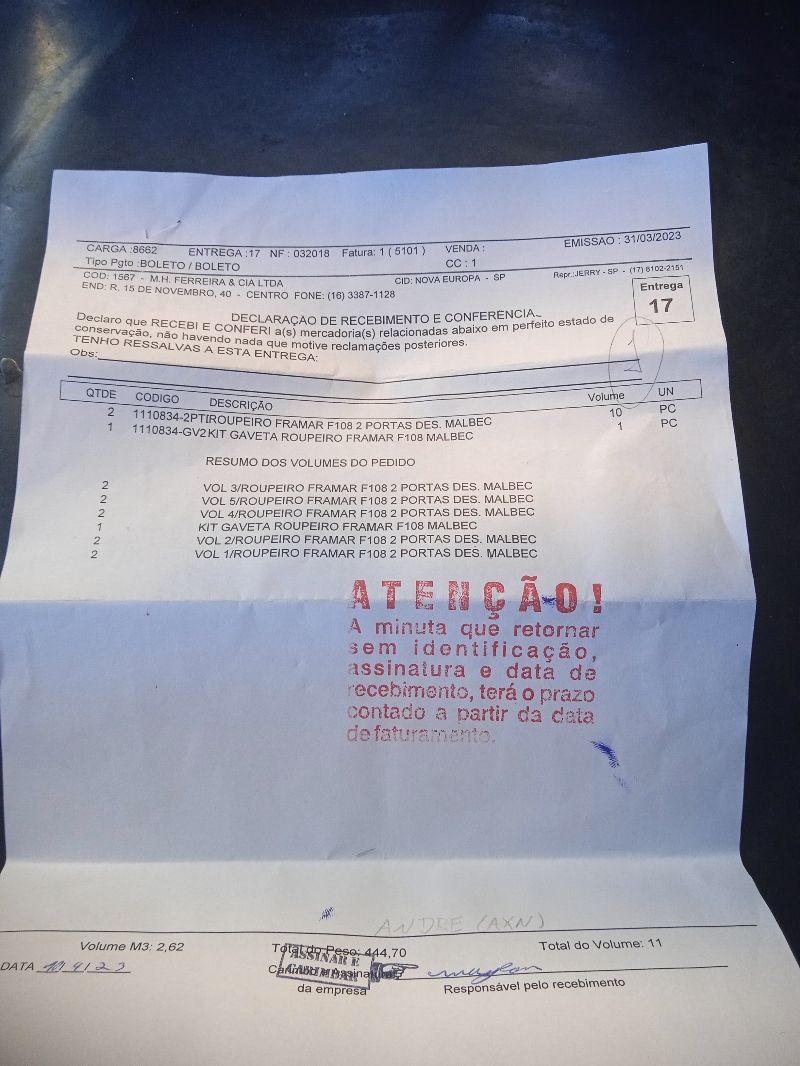 CARGA :8662 ENTREGA :17 NF : 032018 Fatura: 1 ( 5101 ) VENDA : EMISSAO : 31/03/2023
Tipo Pgto :BOLETO / BOLETO CC : 1
COD: 1567 - M.H. FERREIRA & CIA LTDA CID: NOVA EUROPA - SP Repr.:JERRY - SP - (17) 8102-2151
END: R. 15 DE NOVEMBRO, 40 - CENTRO FONE: (16) 3387-1128
Entrega
17
DECLARAÇAO DE RECEBIMENTO E CONFERENCIA
Declaro que RECEBI E CONFERI a(s) mercadoria(s) relacionadas abaixo em perfeito estado de
conservação, não havendo nada que motive reclamações posteriores.
TENHO RESSALVAS A ESTA ENTREGA:
Obs:
QTDE CODIGO DESCRIÇÃO Volume UN
2 1110834-2PTI ROUPEIRO FRAMAR F108 2 PORTAS DES. MALBEC 10 PC
1 1110834-GV2 KIT GAVETA ROUPEIRO FRAMAR F108 MALBEC 1 PC
RESUMO DOS VOLUMES DO PEDIDO
2 VOL 3/ROUPEIRO FRAMAR F108 2 PORTAS DES. MALBEC
2 VOL 5/ROUPEIRO FRAMAR F108 2 PORTAS DES. MALBEC
2 VOL 4/ROUPEIRO FRAMAR F108 2 PORTAS DES. MALBEC
1 KIT GAVETA ROUPEIRO FRAMAR F108 MALBEC
2 VOL 2/ROUPEIRO FRAMAR F108 2 PORTAS DES. MALBEC
2 VOL 1/ROUPEIRO FRAMAR F108 2 PORTAS DES. MALBEC
ATENÇÃO!
A minuta que retornar
sem identificação,
assinatura e data de
recebimento, terá o prazo
contado a partir da data
de faturamento.
ANDRE (AXN)
Volume M3: 2,62 Total do Peso: 444,70 Total do Volume: 11
ASSINAR E
CARIMBAR
DATA
da empresa Responsável pelo recebimento